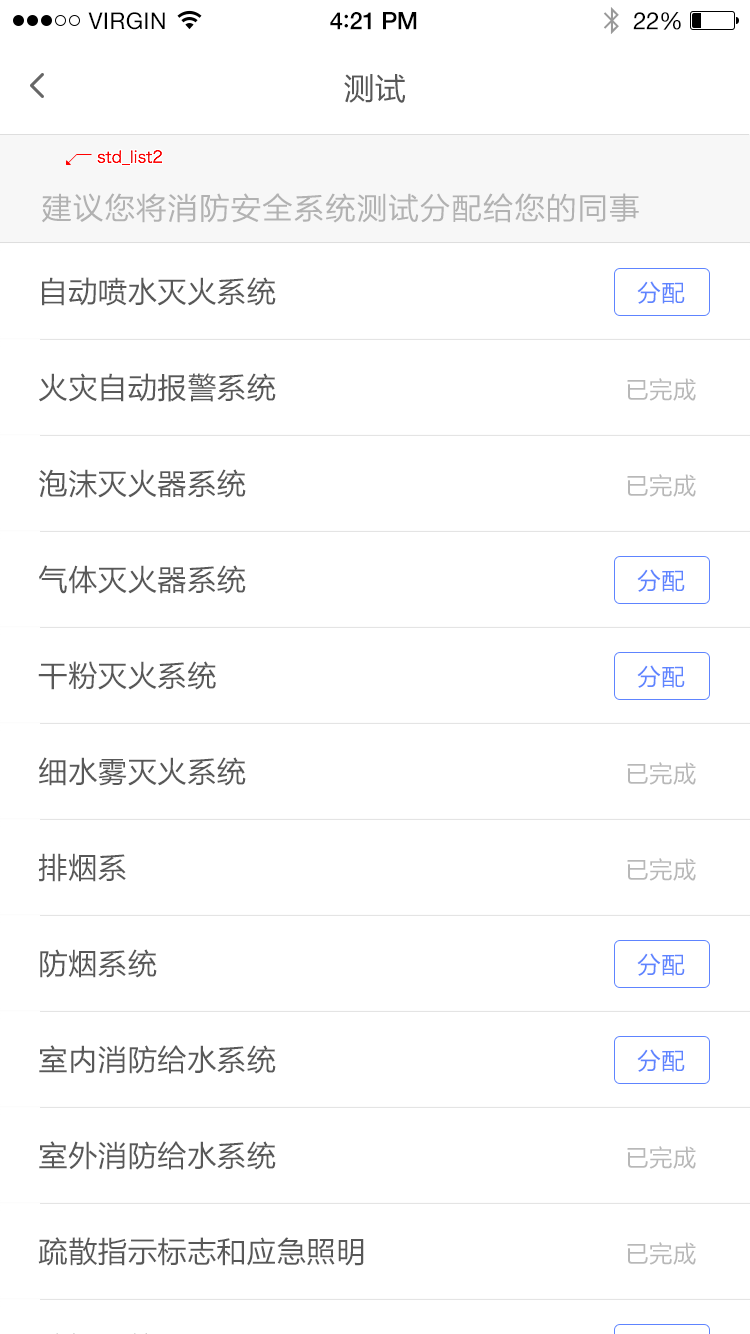 VIRGIN 4:21 PM 22%
测试
std_list2
建议您将消防安全系统测试分配给您的同事
自动喷水灭火系统 分配
火灾自动报警系统 已完成
泡沫灭火器系统 已完成
气体灭火器系统 分配
干粉灭火系统 分配
细水雾灭火系统 已完成
排烟系 已完成
防烟系统 分配
室内消防给水系统 分配
室外消防给水系统 已完成
疏散指示标志和应急照明 已完成